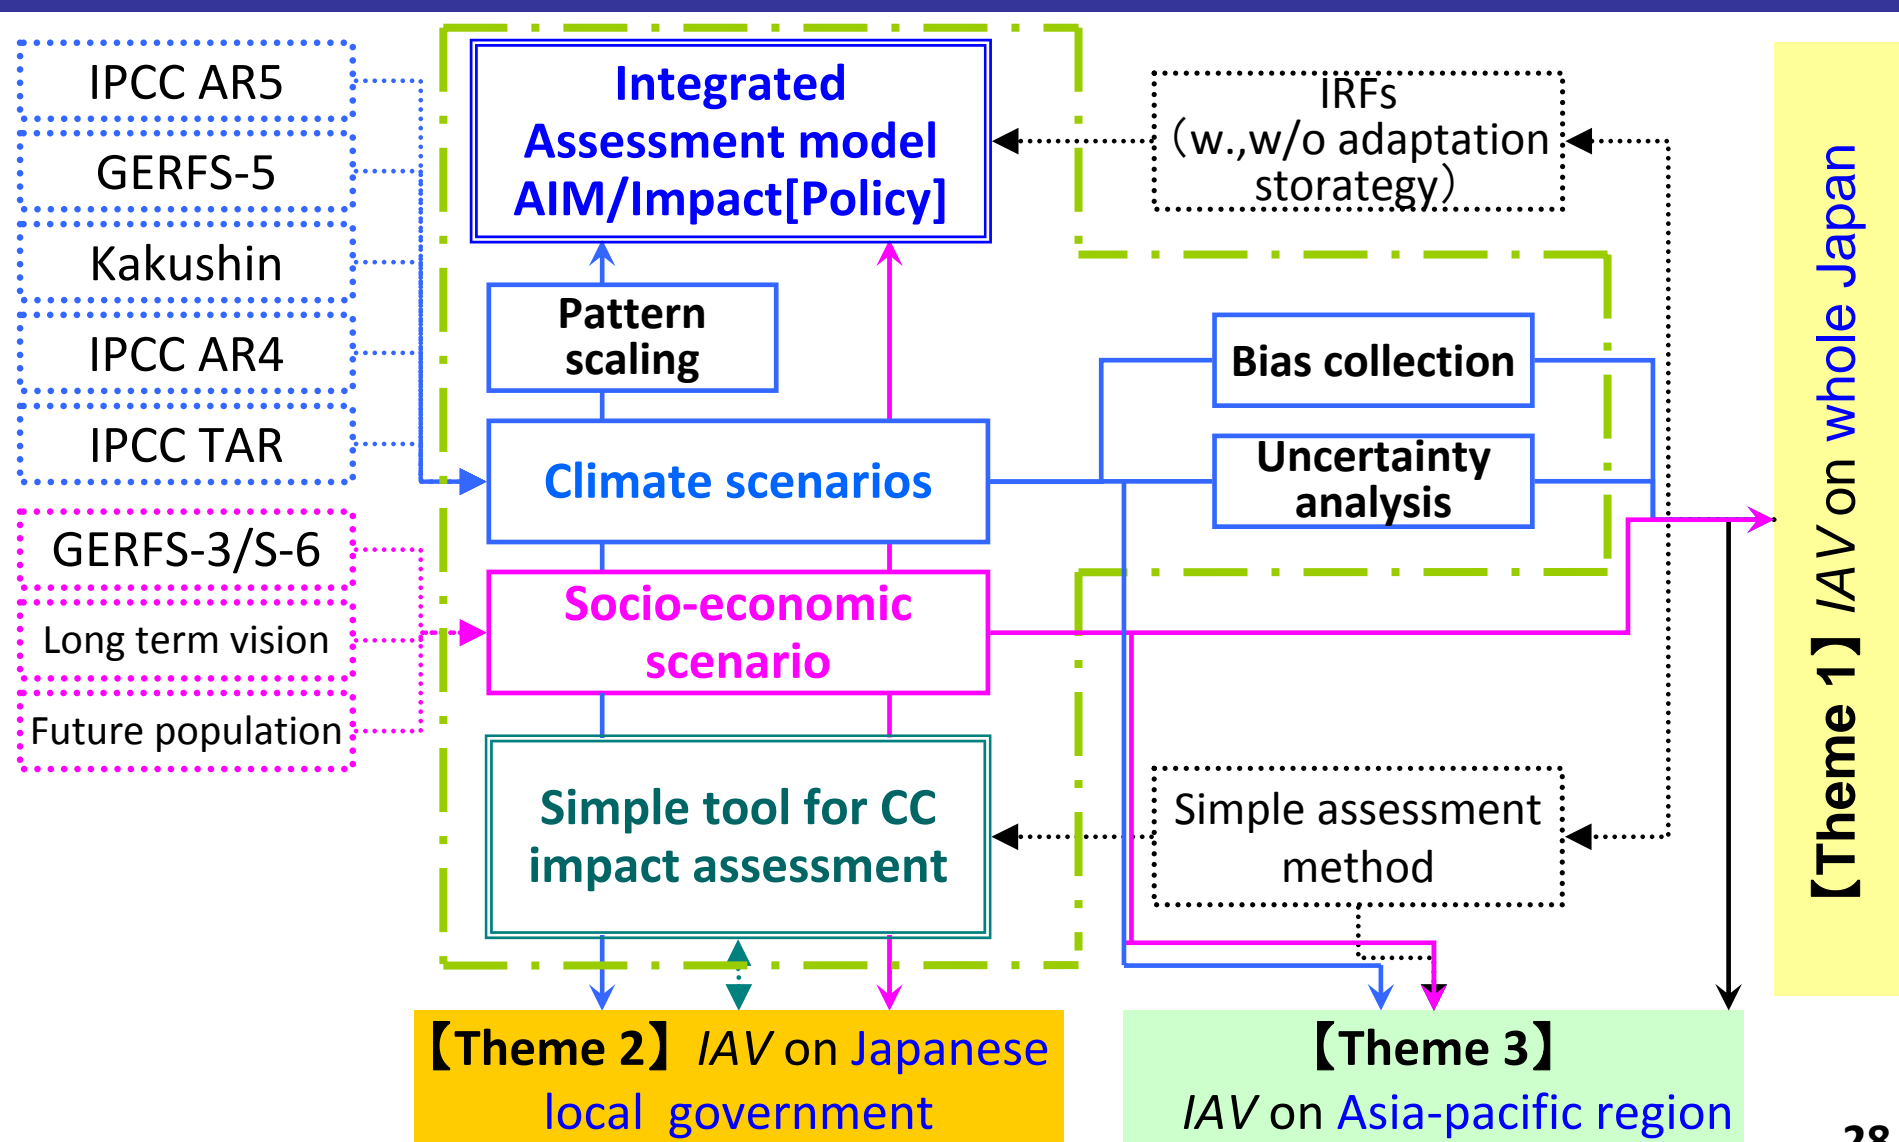 IPCC AR5
GERFS-5
Kakushin
IPCC AR4
IPCC TAR
GERFS-3/S-6
Long term vision
Future population
Integrated
Assessment model
AIM/Impact[Policy]
Pattern
scaling
Climate scenarios
Socio-economic
scenario
Simple tool for CC
impact assessment
IRFs
（w.,w/o adaptation
storategy）
Bias collection
Uncertainty
analysis
Simple assessment
method
【Theme 1】 IAV on whole Japan
【Theme 2】 IAV on Japanese
local government
【Theme 3】
IAV on Asia-pacific region
28